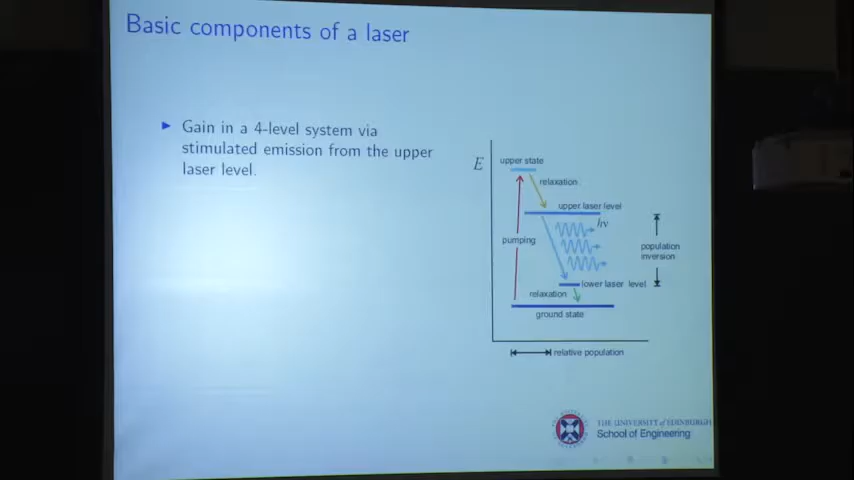 Basic components of a laser
Gain in a 4-level system via
stimulated emission from the upper
laser level.
E
upper state
relaxation
upper laser level
hν
pumping
population
inversion
lower laser level
relaxation
ground state
relative population
THE UNIVERSITY of EDINBURGH
School of Engineering